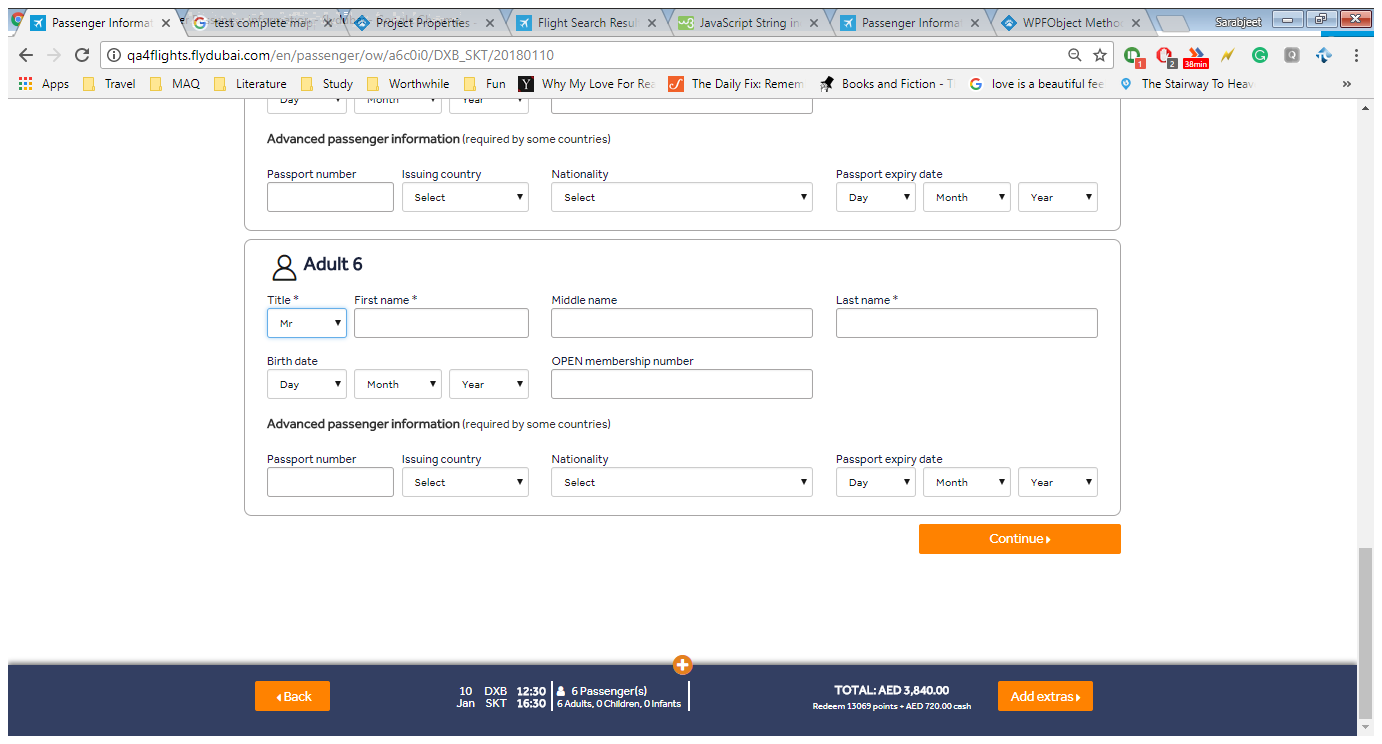 Passenger Informat
test complete map
Project Properties -
Flight Search Resul
JavaScript String in
Passenger Informat
WPFObject Metho
Sarabjeet
qa4flights.flydubai.com/en/passenger/ow/a6c0i0/DXB_SKT/20180110
1
2
38min
Apps
Travel
MAQ
Literature
Study
Worthwhile
Fun
Why My Love For Rea
The Daily Fix: Remem
Books and Fiction - T
love is a beautiful fee
The Stairway To Heav
»
Day Month Year
Advanced passenger information (required by some countries)
Passport number Issuing country Nationality Passport expiry date
Select Select Day Month Year
Adult 6
Title * First name * Middle name Last name *
Mr
Birth date OPEN membership number
Day Month Year
Advanced passenger information (required by some countries)
Passport number Issuing country Nationality Passport expiry date
Select Select Day Month Year
Continue
Back
10 DXB 12:30 6 Passenger(s)
Jan SKT 16:30 6 Adults, 0 Children, 0 Infants
TOTAL: AED 3,840.00
Redeem 13069 points + AED 720.00 cash
Add extras